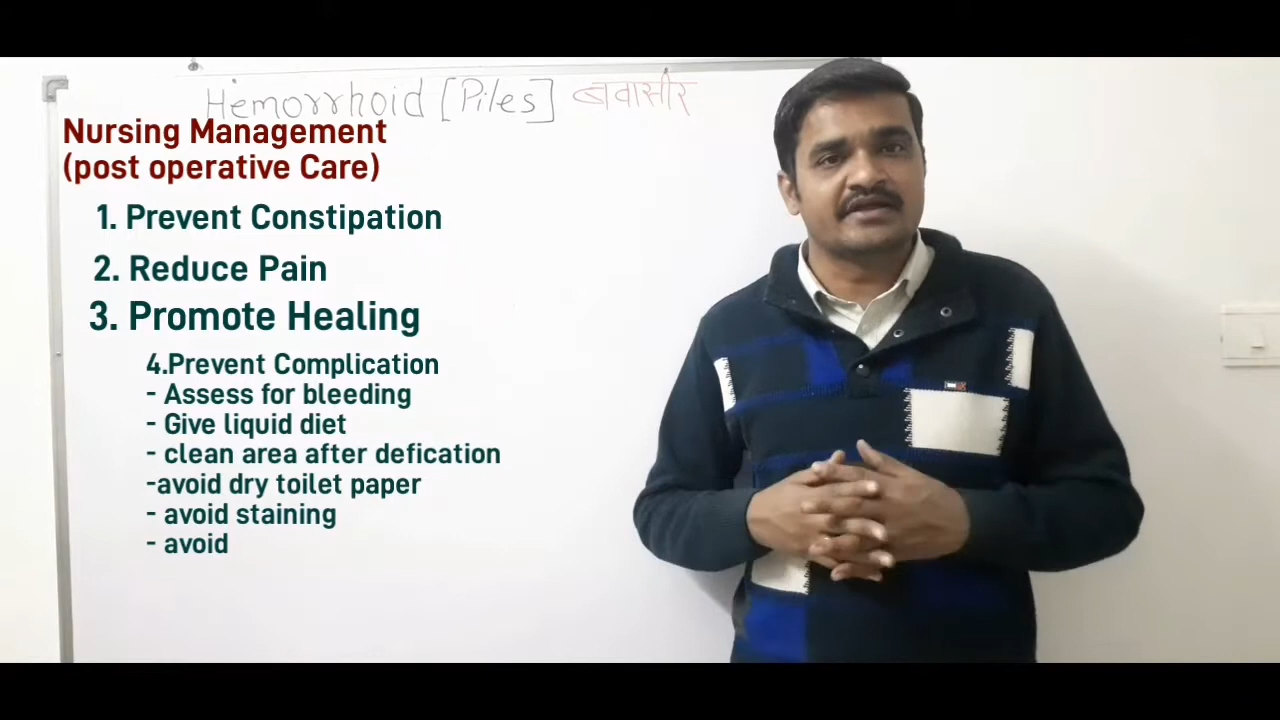 Hemorrhoid [Piles] बवासीर
Nursing Management
(post operative Care)
1. Prevent Constipation
2. Reduce Pain
3. Promote Healing
4.Prevent Complication
- Assess for bleeding
- Give liquid diet
- clean area after defication
-avoid dry toilet paper
- avoid staining
- avoid